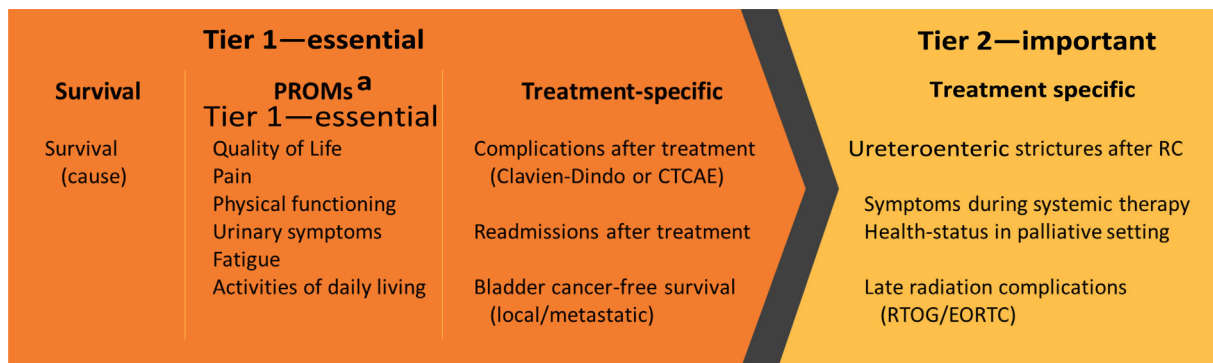 Tier 1—essential
Survival
Survival
(cause)
PROMsᵃ
Tier 1—essential
Quality of Life
Pain
Physical functioning
Urinary symptoms
Fatigue
Activities of daily living
Treatment-specific
Complications after treatment
(Clavien-Dindo or CTCAE)
Readmissions after treatment
Bladder cancer-free survival
(local/metastatic)
Tier 2—important
Treatment specific
Ureteroenteric strictures after RC
Symptoms during systemic therapy
Health-status in palliative setting
Late radiation complications
(RTOG/EORTC)